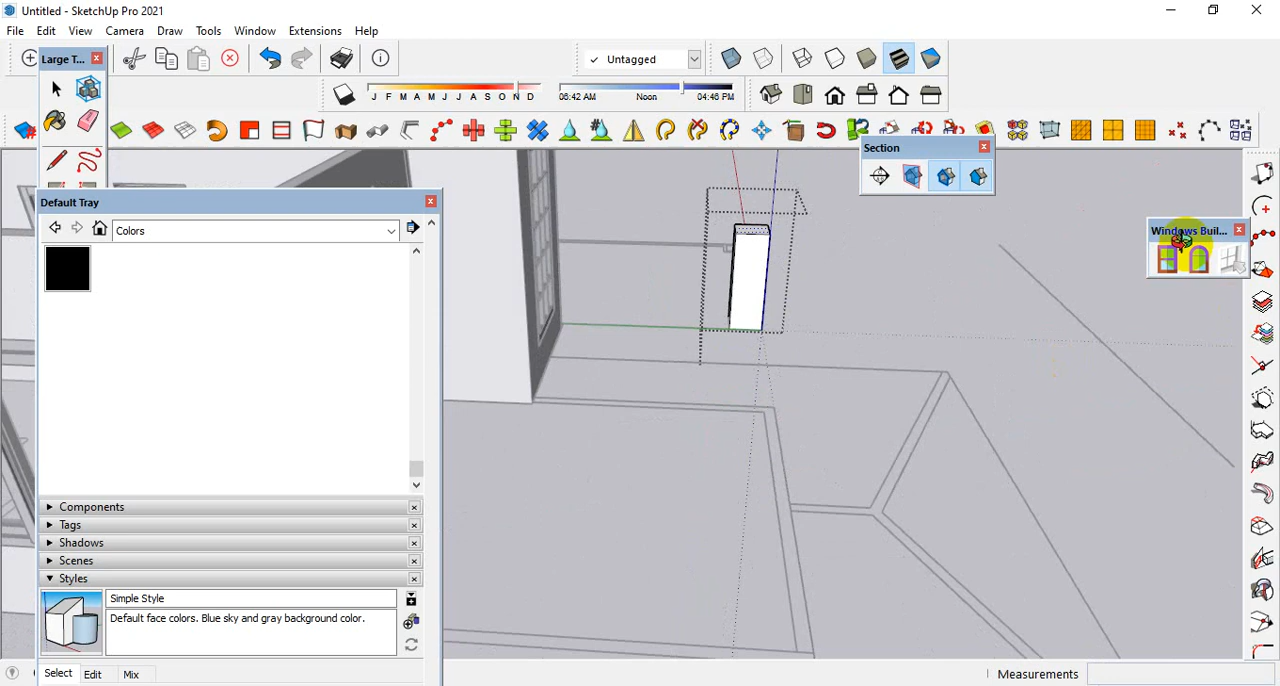 Untitled - SketchUp Pro 2021
File Edit View Camera Draw Tools Window Extensions Help
Large T...
Untagged
J F M A M J J A S O N D
06:42 AM Noon 04:46 PM
Section
Default Tray
Colors
Windows Buil...
Components
Tags
Shadows
Scenes
Styles
Simple Style
Default face colors. Blue sky and gray background color.
Select Edit Mix
Measurements